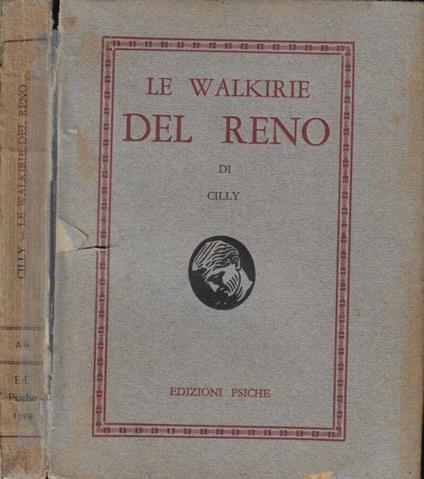 CILLY - LE WALKIRIE DEL RENO
Ed.
Psiche
1929
LE WALKIRIE
DEL RENO
DI
CILLY
EDIZIONI PSICHE